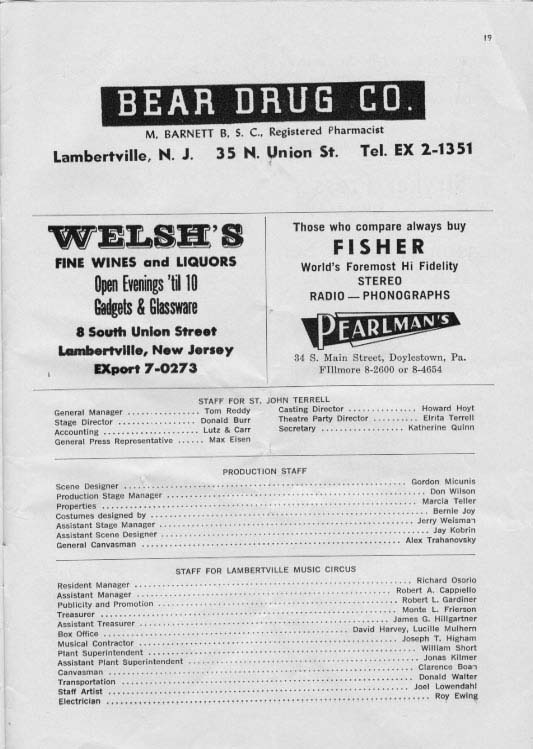 19
BEAR DRUG CO.
M. BARNETT B. S. C., Registered Pharmacist
Lambertville, N. J. 35 N. Union St. Tel. EX 2-1351
WELSH'S
FINE WINES and LIQUORS
Open Evenings 'til 10
Gadgets & Glassware
8 South Union Street
Lambertville, New Jersey
EXport 7-0273
Those who compare always buy
FISHER
World's Foremost Hi Fidelity
STEREO
RADIO — PHONOGRAPHS
PEARLMAN'S
34 S. Main Street, Doylestown, Pa.
FIllmore 8-2600 or 8-4654
STAFF FOR ST. JOHN TERRELL
General Manager ................ Tom Reddy
Stage Director .................. Donald Burr
Accounting ..................... Lutz & Carr
General Press Representative ...... Max Eisen
Casting Director ............... Howard Hoyt
Theatre Party Director ........... Elrita Terrell
Secretary .................. Katherine Quinn
PRODUCTION STAFF
Scene Designer ........ Gordon Micunis
Production Stage Manager ........ Don Wilson
Properties ........ Marcia Teller
Costumes designed by ........ Bernie Joy
Assistant Stage Manager ........ Jerry Weisman
Assistant Scene Designer ........ Jay Kobrin
General Canvasman ........ Alex Trahanovsky
STAFF FOR LAMBERTVILLE MUSIC CIRCUS
Resident Manager ........ Richard Osorio
Assistant Manager ........ Robert A. Cappiello
Publicity and Promotion ........ Robert L. Gardiner
Treasurer ........ Monte L. Frierson
Assistant Treasurer ........ James G. Hillgartner
Box Office ........ David Harvey, Lucille Mulhern
Musical Contractor ........ Joseph T. Higham
Plant Superintendent ........ William Short
Assistant Plant Superintendent ........ Jonas Kilmer
Canvasman ........ Clarence Boan
Transportation ........ Donald Walter
Staff Artist ........ Joel Lowendahl
Electrician ........ Roy Ewing